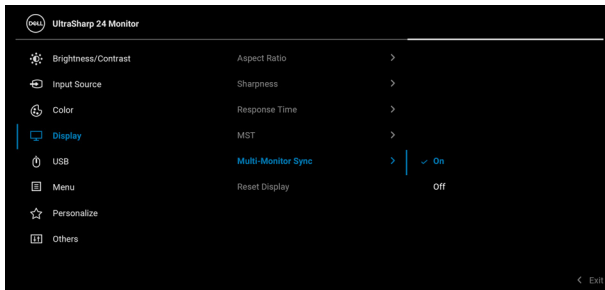 DELL UltraSharp 24 Monitor
Brightness/Contrast Aspect Ratio
Input Source Sharpness
Color Response Time
Display MST
USB Multi-Monitor Sync On
Menu Reset Display Off
Personalize
Others
Exit